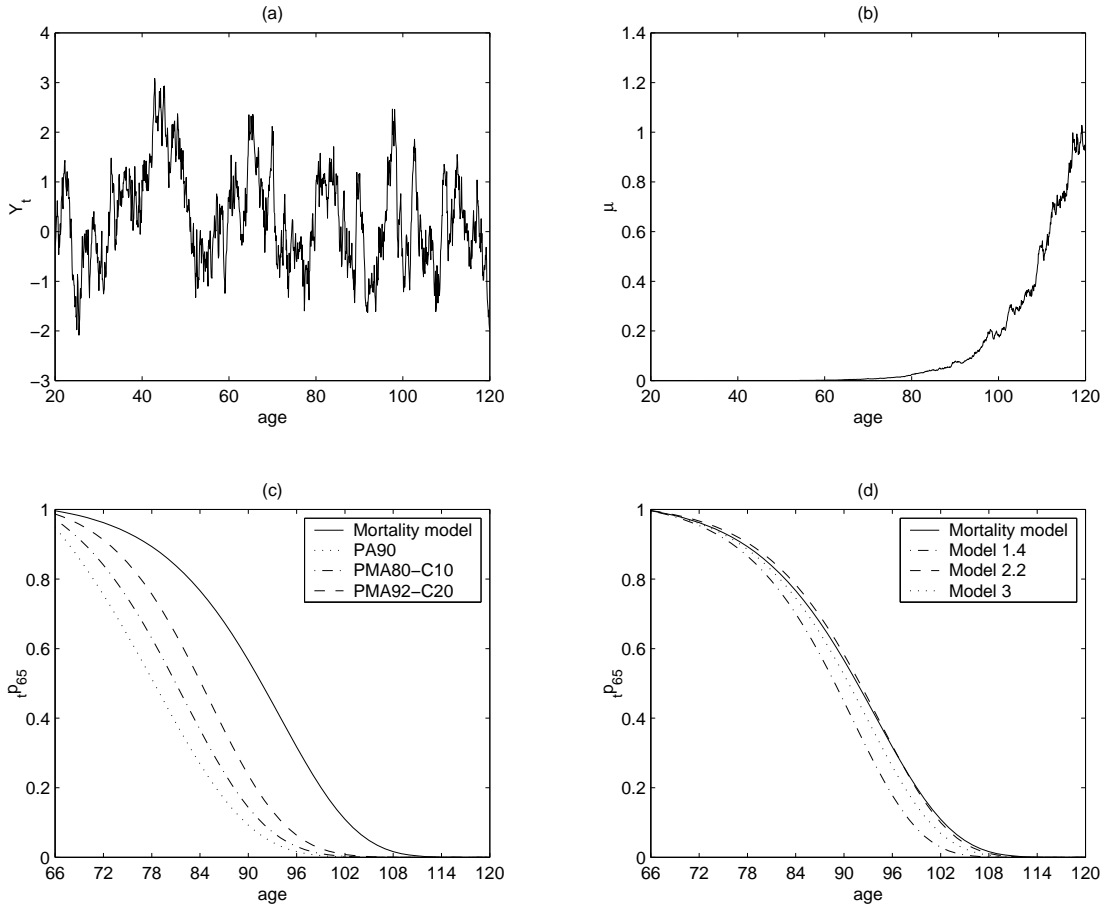 (a)
4
3
2
1
0
−1
−2
−3
Y_t
20 40 60 80 100 120
age
(b)
1.4
1.2
1
0.8
0.6
0.4
0.2
0
μ
20 40 60 80 100 120
age
(c)
1
0.8
0.6
0.4
0.2
0
_tp_65
Mortality model
PA90
PMA80−C10
PMA92−C20
66 72 78 84 90 96 102 108 114 120
age
(d)
1
0.8
0.6
0.4
0.2
0
_tp_65
Mortality model
Model 1.4
Model 2.2
Model 3
66 72 78 84 90 96 102 108 114 120
age